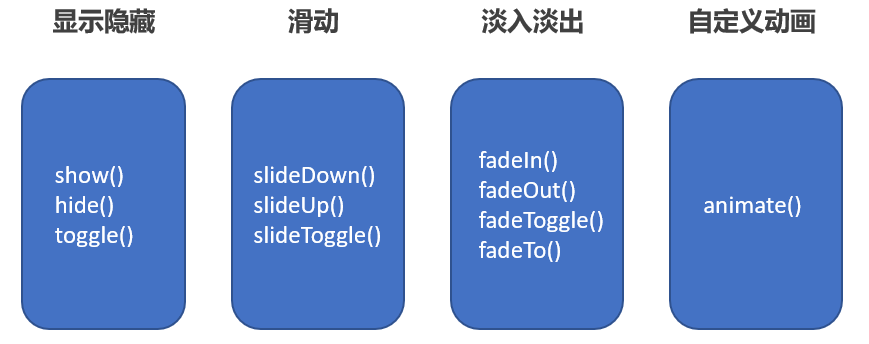 显示隐藏
滑动
淡入淡出
自定义动画
show()
hide()
toggle()
slideDown()
slideUp()
slideToggle()
fadeIn()
fadeOut()
fadeToggle()
fadeTo()
animate()